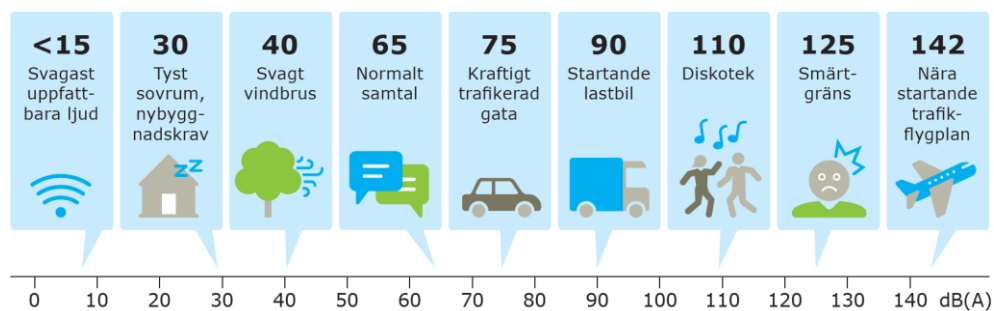 <15
Svagast
uppfatt-
bara ljud
30
Tyst
sovrum,
nybygg-
nadskrav
40
Svagt
vindbrus
65
Normalt
samtal
75
Kraftigt
trafikerad
gata
90
Startande
lastbil
110
Diskotek
125
Smärt-
gräns
142
Nära
startande
trafik-
flygplan
zz
0 10 20 30 40 50 60 70 80 90 100 110 120 130 140 dB(A)